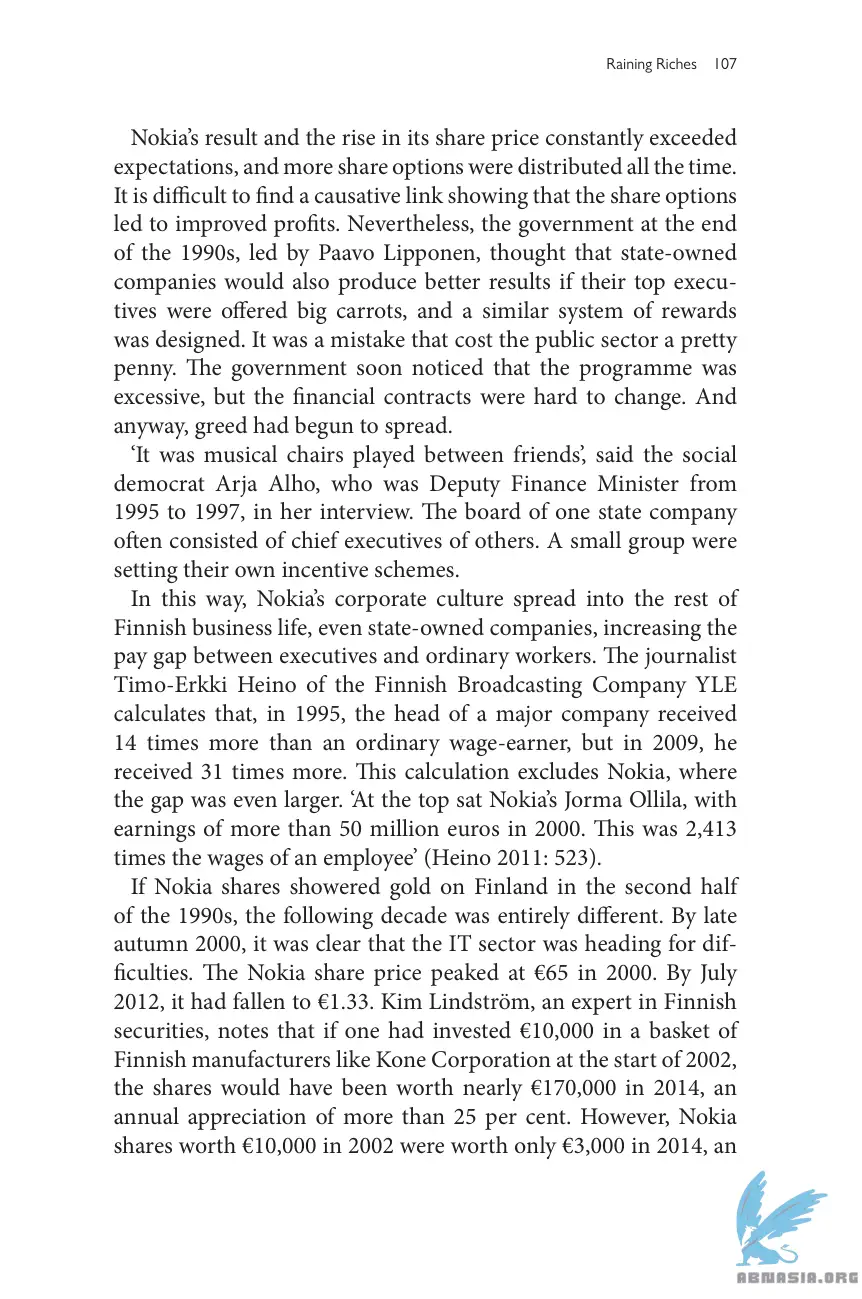 Raining Riches 107
Nokia’s result and the rise in its share price constantly exceeded
expectations, and more share options were distributed all the time.
It is difficult to find a causative link showing that the share options
led to improved profits. Nevertheless, the government at the end
of the 1990s, led by Paavo Lipponen, thought that state-owned
companies would also produce better results if their top execu-
tives were offered big carrots, and a similar system of rewards
was designed. It was a mistake that cost the public sector a pretty
penny. The government soon noticed that the programme was
excessive, but the financial contracts were hard to change. And
anyway, greed had begun to spread.
‘It was musical chairs played between friends’, said the social
democrat Arja Alho, who was Deputy Finance Minister from
1995 to 1997, in her interview. The board of one state company
often consisted of chief executives of others. A small group were
setting their own incentive schemes.
In this way, Nokia’s corporate culture spread into the rest of
Finnish business life, even state-owned companies, increasing the
pay gap between executives and ordinary workers. The journalist
Timo-Erkki Heino of the Finnish Broadcasting Company YLE
calculates that, in 1995, the head of a major company received
14 times more than an ordinary wage-earner, but in 2009, he
received 31 times more. This calculation excludes Nokia, where
the gap was even larger. ‘At the top sat Nokia’s Jorma Ollila, with
earnings of more than 50 million euros in 2000. This was 2,413
times the wages of an employee’ (Heino 2011: 523).
If Nokia shares showered gold on Finland in the second half
of the 1990s, the following decade was entirely different. By late
autumn 2000, it was clear that the IT sector was heading for dif-
ficulties. The Nokia share price peaked at €65 in 2000. By July
2012, it had fallen to €1.33. Kim Lindström, an expert in Finnish
securities, notes that if one had invested €10,000 in a basket of
Finnish manufacturers like Kone Corporation at the start of 2002,
the shares would have been worth nearly €170,000 in 2014, an
annual appreciation of more than 25 per cent. However, Nokia
shares worth €10,000 in 2002 were worth only €3,000 in 2014, an
ABNASIA.ORG